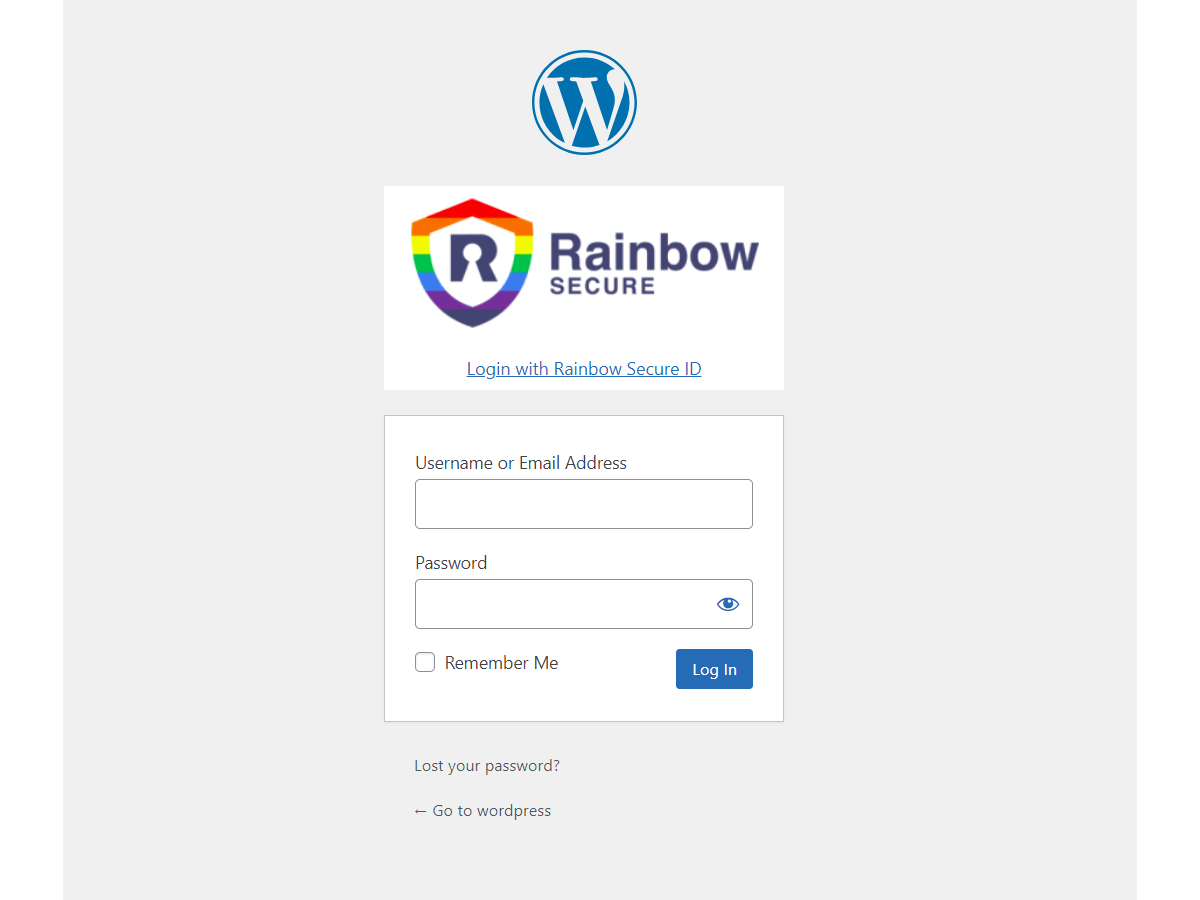 W
R
Rainbow
SECURE
Login with Rainbow Secure ID
Username or Email Address
Password
Remember Me
Log In
Lost your password?
← Go to wordpress